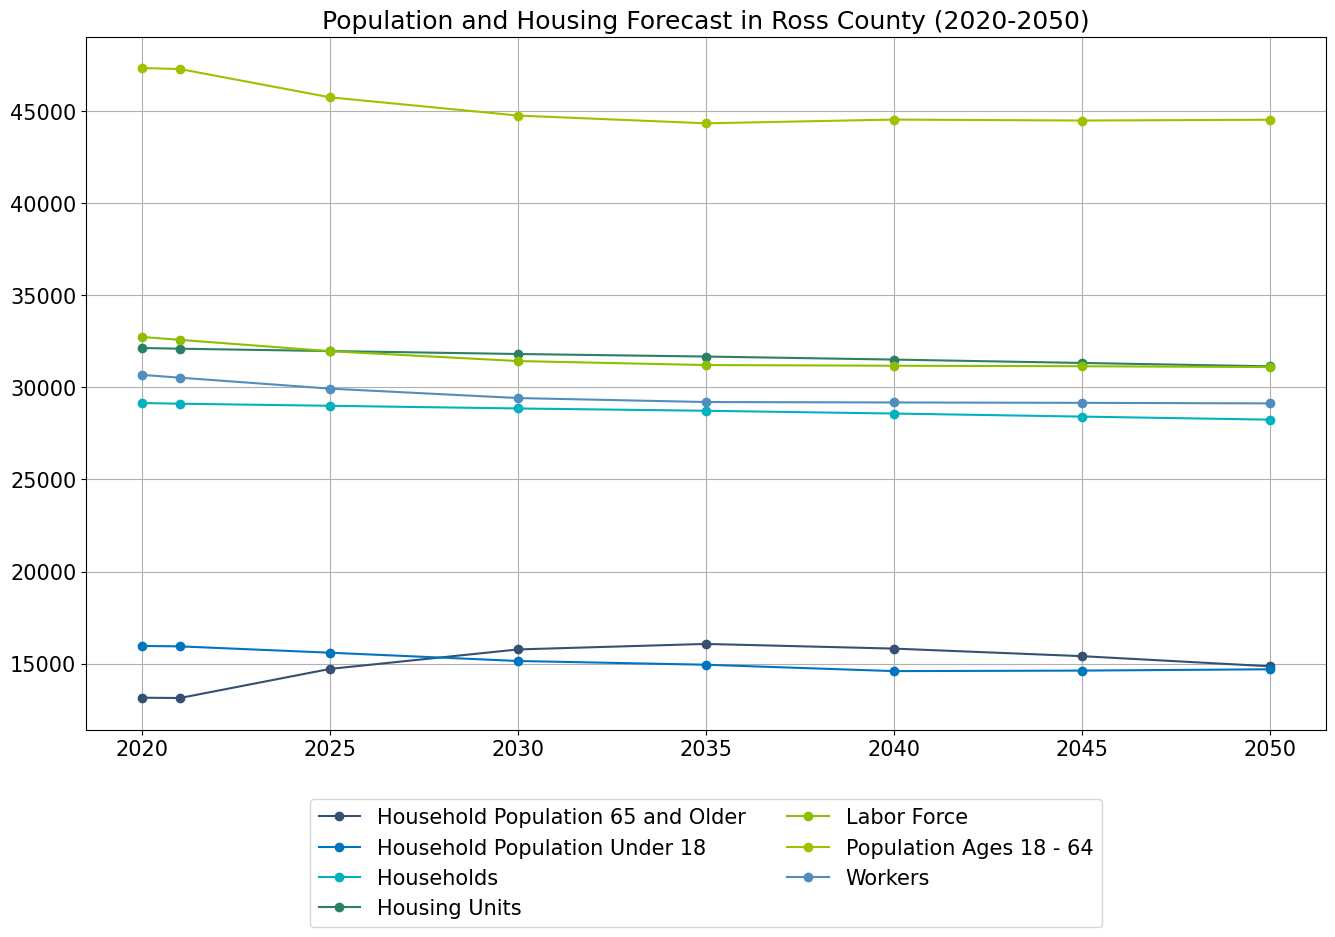 Population and Housing Forecast in Ross County (2020-2050)
45000
40000
35000
30000
25000
20000
15000
2020 2025 2030 2035 2040 2045 2050
Household Population 65 and Older
Household Population Under 18
Households
Housing Units
Labor Force
Population Ages 18 - 64
Workers